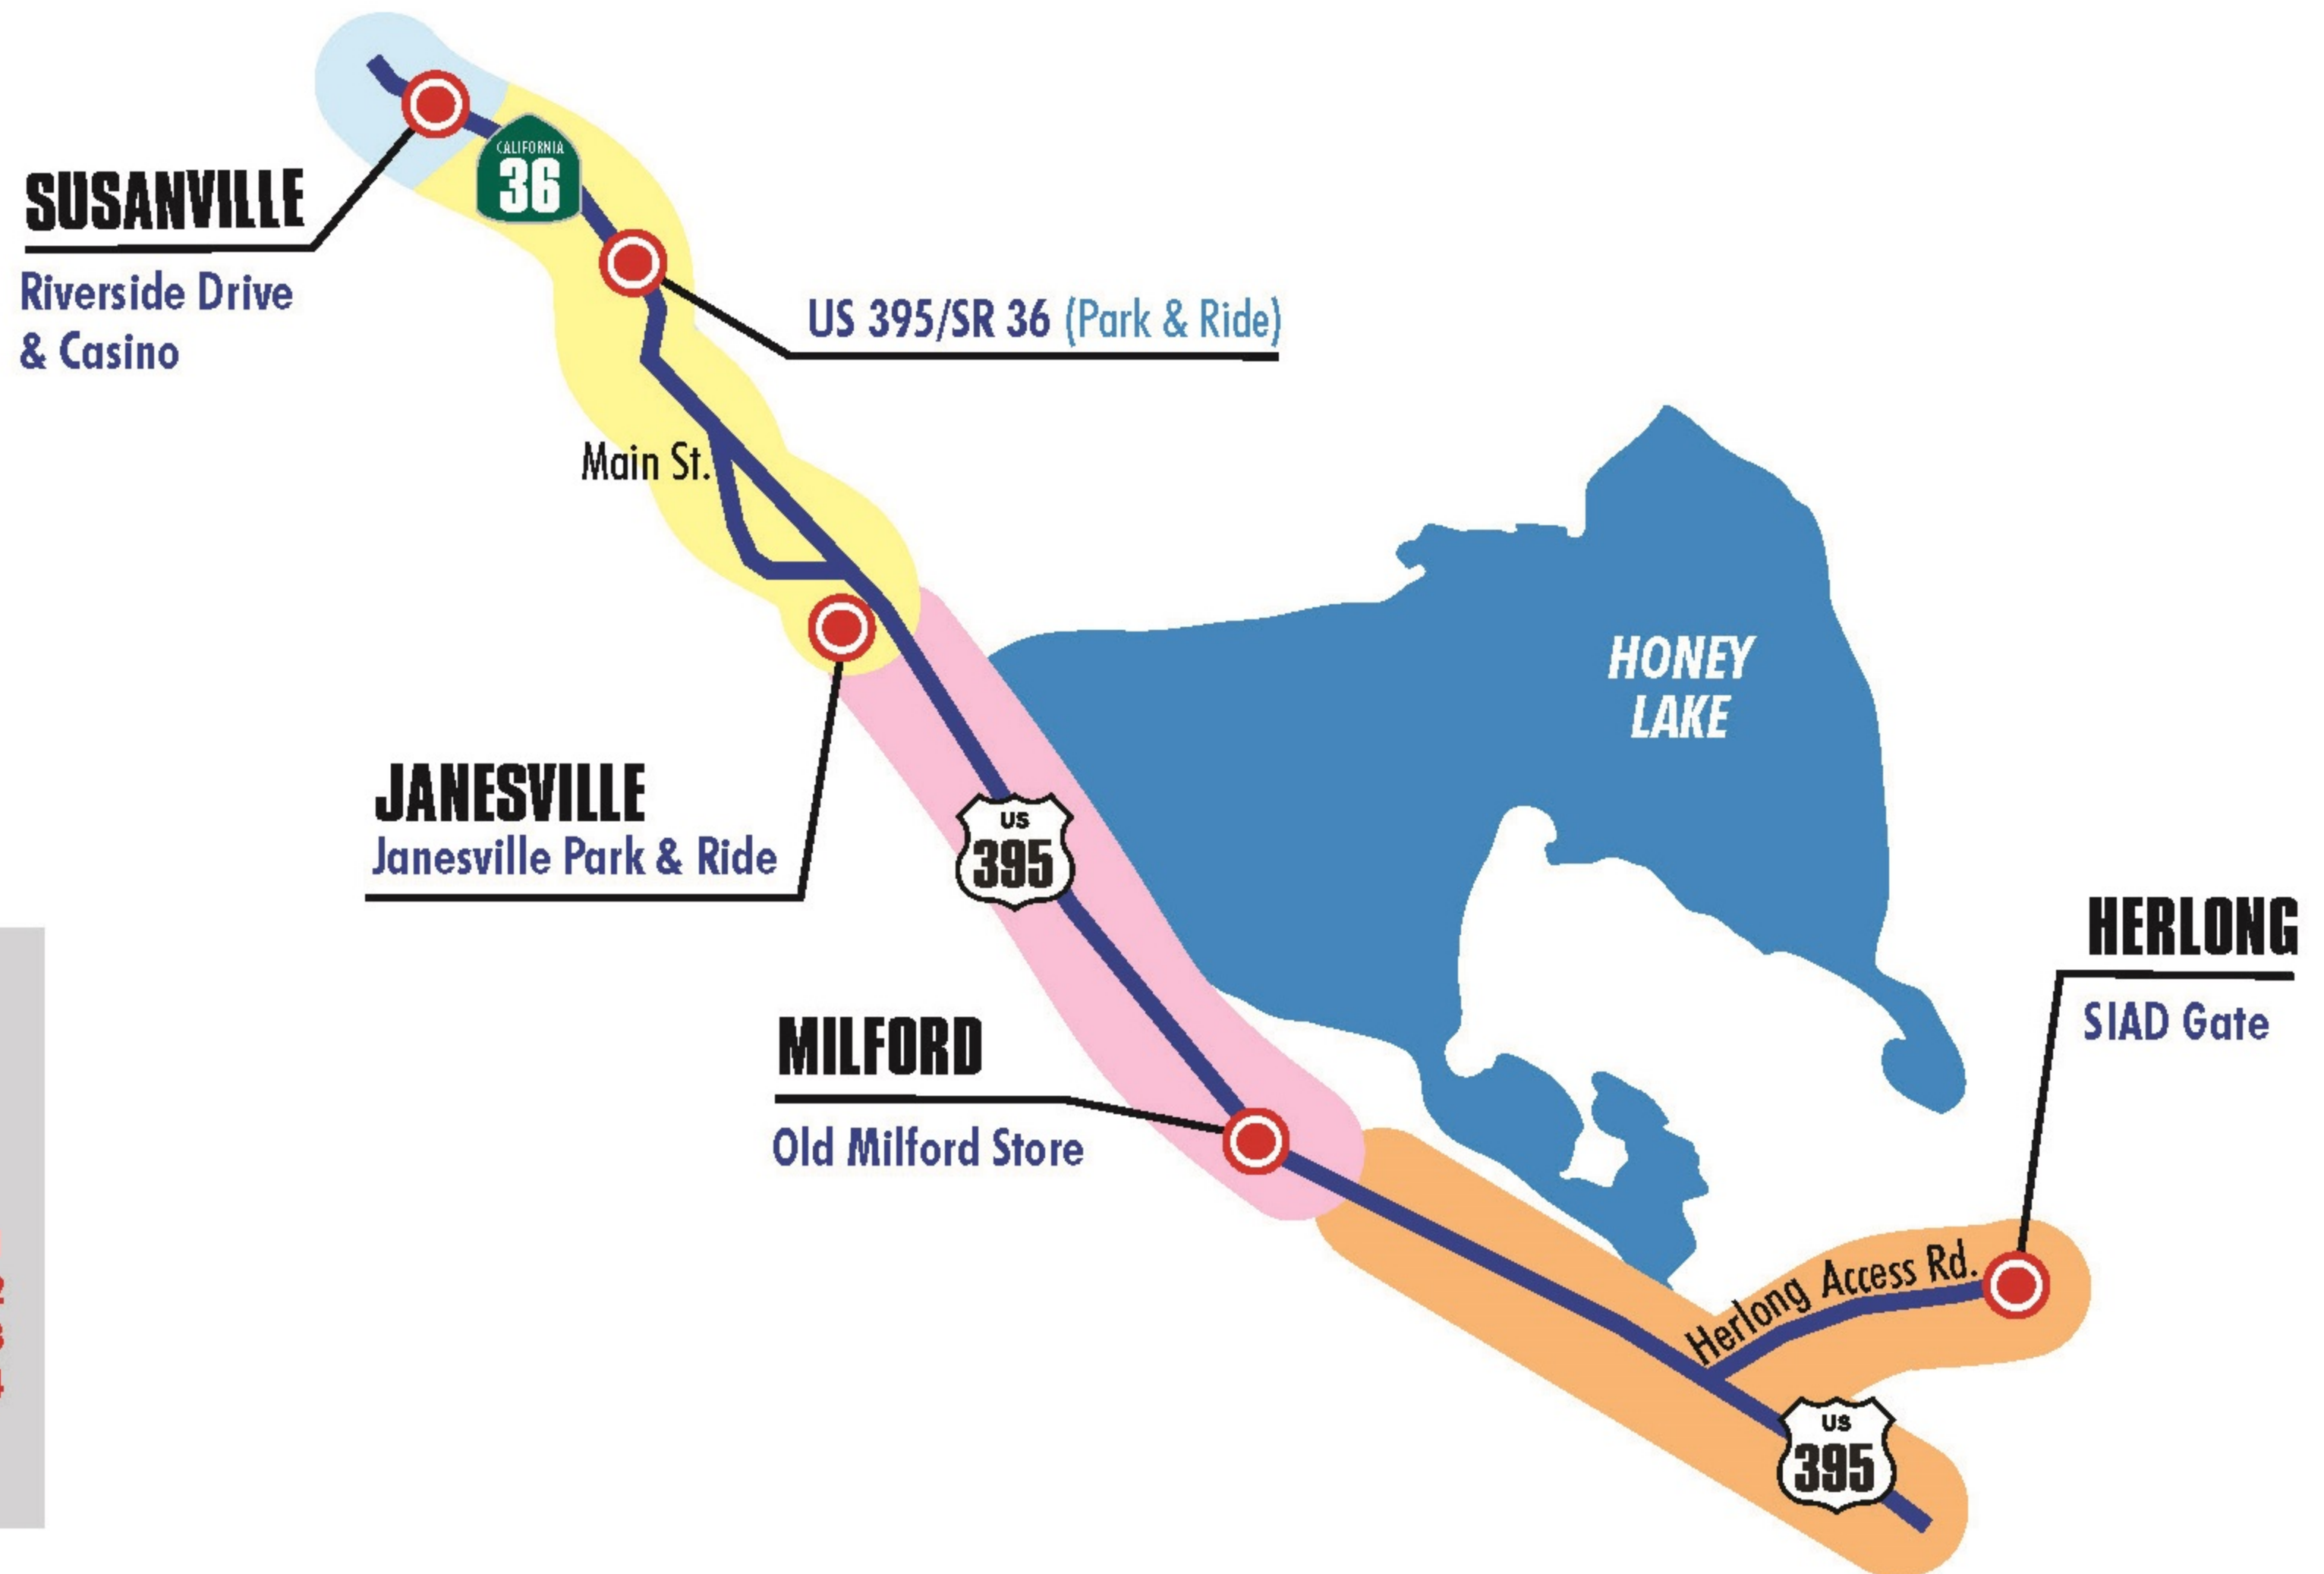 SUSANVILLE
Riverside Drive
& Casino
CALIFORNIA
36
US 395/SR 36 (Park & Ride)
Main St.
HONEY
LAKE
JANESVILLE
Janesville Park & Ride
US
395
MILFORD
Old Milford Store
HERLONG
SIAD Gate
Herlong Access Rd.
US
395